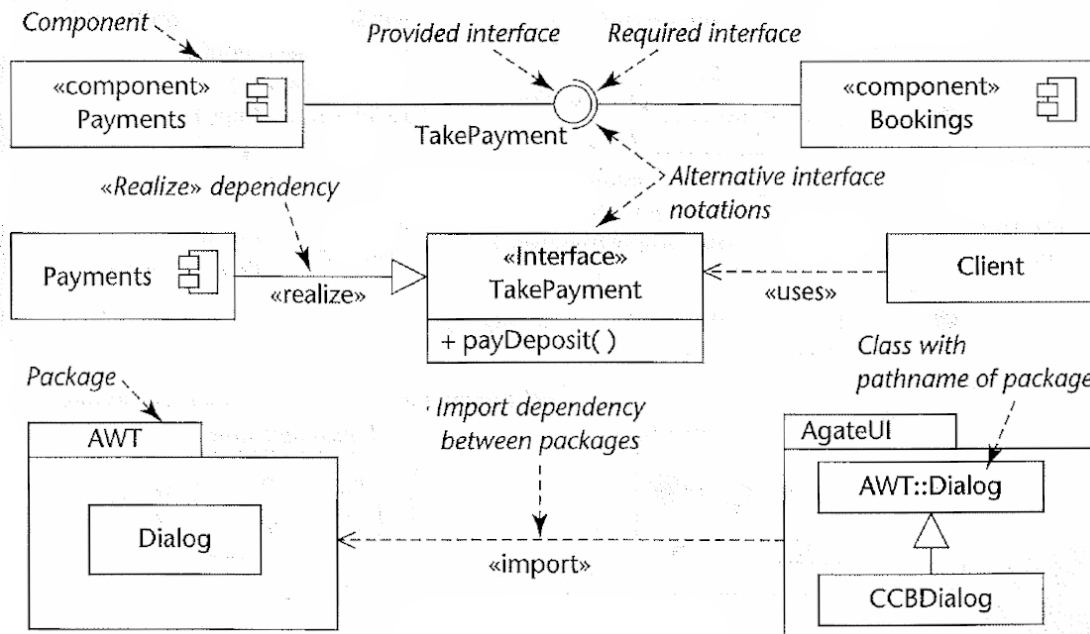 Component
Provided interface
Required interface
«component»
Payments
TakePayment
«component»
Bookings
«Realize» dependency
Alternative interface
notations
Payments
«realize»
«Interface»
TakePayment
+ payDeposit( )
«uses»
Client
Class with
pathname of package
Package
Import dependency
between packages
AWT
Dialog
«import»
AgateUI
AWT::Dialog
CCBDialog